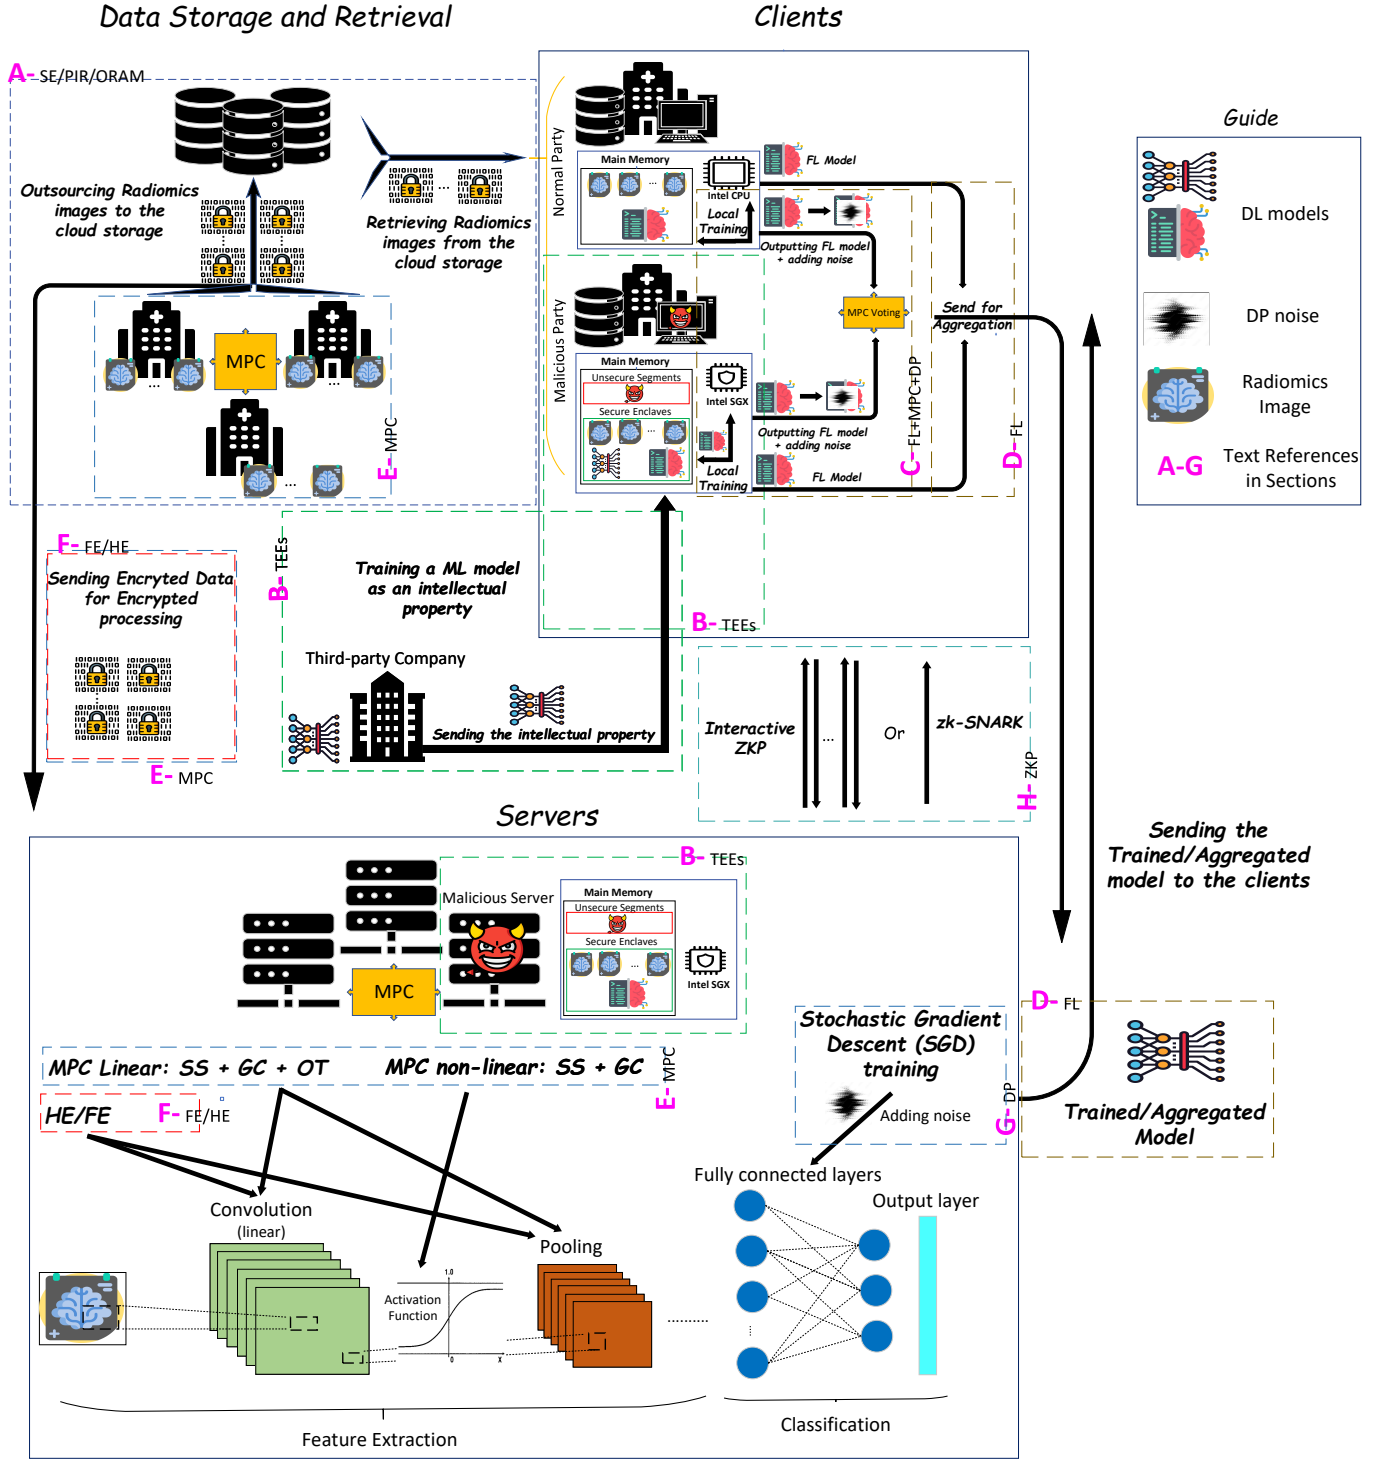 Data Storage and Retrieval
Clients
A- SE/PIR/ORAM
Outsourcing Radiomics
images to the
cloud storage
...
Retrieving Radiomics
images from the
cloud storage
MPC
...
...
...
E- MPC
Normal Party
Main Memory
...
Intel CPU
Local
Training
FL Model
Outputting FL model
+ adding noise
MPC Voting
Send for
Aggregation
Malicious Party
Main Memory
Unsecure Segments
Secure Enclaves
...
Intel SGX
Local
Training
Outputting FL model
+ adding noise
FL Model
C- FL+MPC+DP
D- FL
Guide
DL models
DP noise
Radiomics
Image
A-G
Text References
in Sections
F- FE/HE
Sending Encryted Data
for Encrypted
processing
E- MPC
B- TEEs
Training a ML model
as an intellectual
property
Third-party Company
Sending the intellectual property
B- TEEs
Interactive
ZKP
...
Or
zk-SNARK
H- ZKP
Sending the
Trained/Aggregated
model to the clients
Servers
B- TEEs
Malicious Server
MPC
Main Memory
Unsecure Segments
Secure Enclaves
...
Intel SGX
MPC Linear: SS + GC + OT
MPC non-linear: SS + GC
E- MPC
HE/FE
F- FE/HE
Stochastic Gradient
Descent (SGD)
training
Adding noise
G- DP
D- FL
Trained/Aggregated
Model
Convolution
(linear)
1.0
Activation
Function
0
X
Pooling
..........
Fully connected layers
Output layer
Feature Extraction
Classification